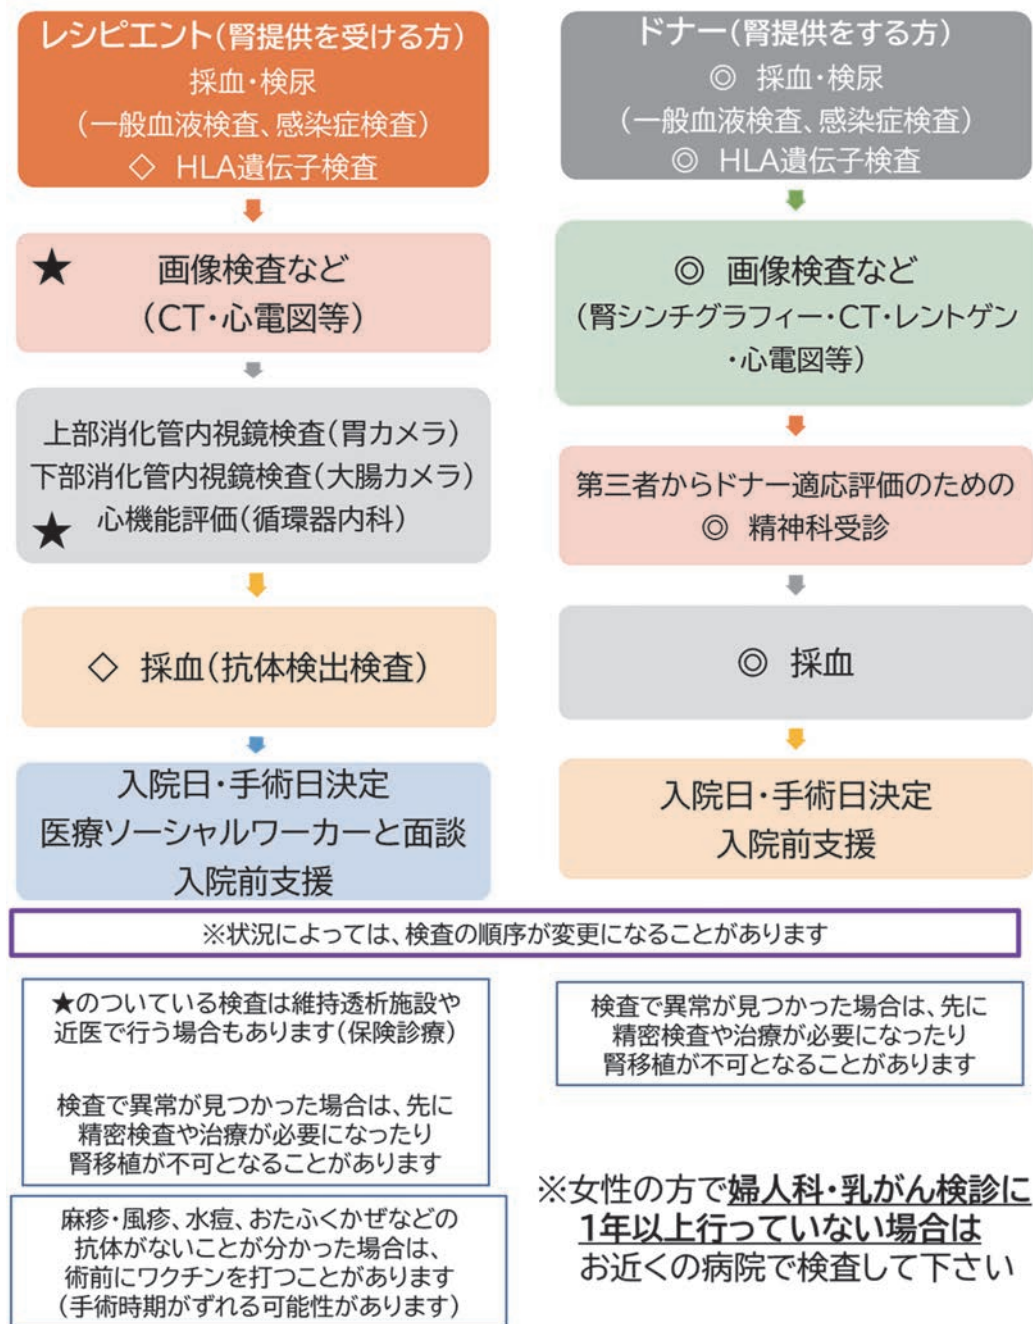 レシピエント(腎提供を受ける方)
採血・検尿
(一般血液検査、感染症検査)
◇ HLA遺伝子検査
★ 画像検査など
(CT・心電図等)
上部消化管内視鏡検査(胃カメラ)
下部消化管内視鏡検査(大腸カメラ)
★ 心機能評価(循環器内科)
◇ 採血(抗体検出検査)
入院日・手術日決定
医療ソーシャルワーカーと面談
入院前支援
ドナー(腎提供をする方)
◎ 採血・検尿
(一般血液検査、感染症検査)
◎ HLA遺伝子検査
◎ 画像検査など
(腎シンチグラフィー・CT・レントゲン
・心電図等)
第三者からドナー適応評価のための
◎ 精神科受診
◎ 採血
入院日・手術日決定
入院前支援
※状況によっては、検査の順序が変更になることがあります
★のついている検査は維持透析施設や
近医で行う場合もあります(保険診療)
検査で異常が見つかった場合は、先に
精密検査や治療が必要になったり
腎移植が不可となることがあります
麻疹・風疹、水痘、おたふくかぜなどの
抗体がないことが分かった場合は、
術前にワクチンを打つことがあります
(手術時期がずれる可能性があります)
検査で異常が見つかった場合は、先に
精密検査や治療が必要になったり
腎移植が不可となることがあります
※女性の方で婦人科・乳がん検診に
1年以上行っていない場合は
お近くの病院で検査して下さい